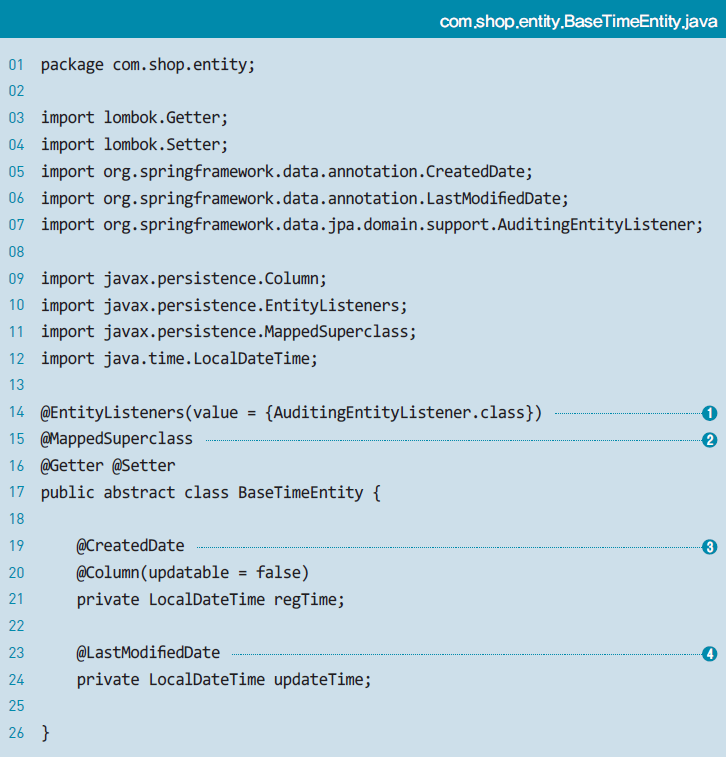 com.shop.entity.BaseTimeEntity.java
01 package com.shop.entity;
02
03 import lombok.Getter;
04 import lombok.Setter;
05 import org.springframework.data.annotation.CreatedDate;
06 import org.springframework.data.annotation.LastModifiedDate;
07 import org.springframework.data.jpa.domain.support.AuditingEntityListener;
08
09 import javax.persistence.Column;
10 import javax.persistence.EntityListeners;
11 import javax.persistence.MappedSuperclass;
12 import java.time.LocalDateTime;
13
14 @EntityListeners(value = {AuditingEntityListener.class}) ❶
15 @MappedSuperclass ❷
16 @Getter @Setter
17 public abstract class BaseTimeEntity {
18
19     @CreatedDate ❸
20     @Column(updatable = false)
21     private LocalDateTime regTime;
22
23     @LastModifiedDate ❹
24     private LocalDateTime updateTime;
25
26 }